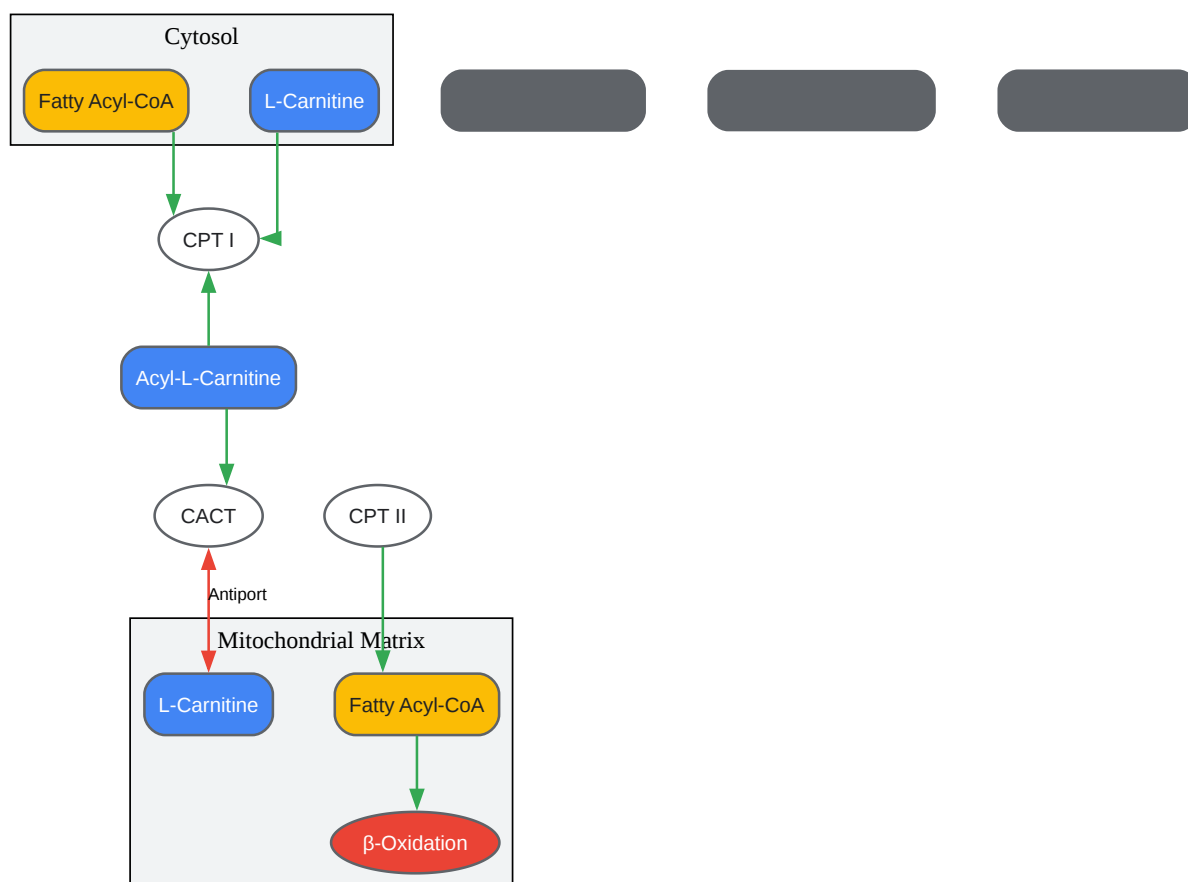 Cytosol
Fatty Acyl-CoA
L-Carnitine
CPT I
Acyl-L-Carnitine
CACT
CPT II
Antiport
Mitochondrial Matrix
L-Carnitine
Fatty Acyl-CoA
β-Oxidation